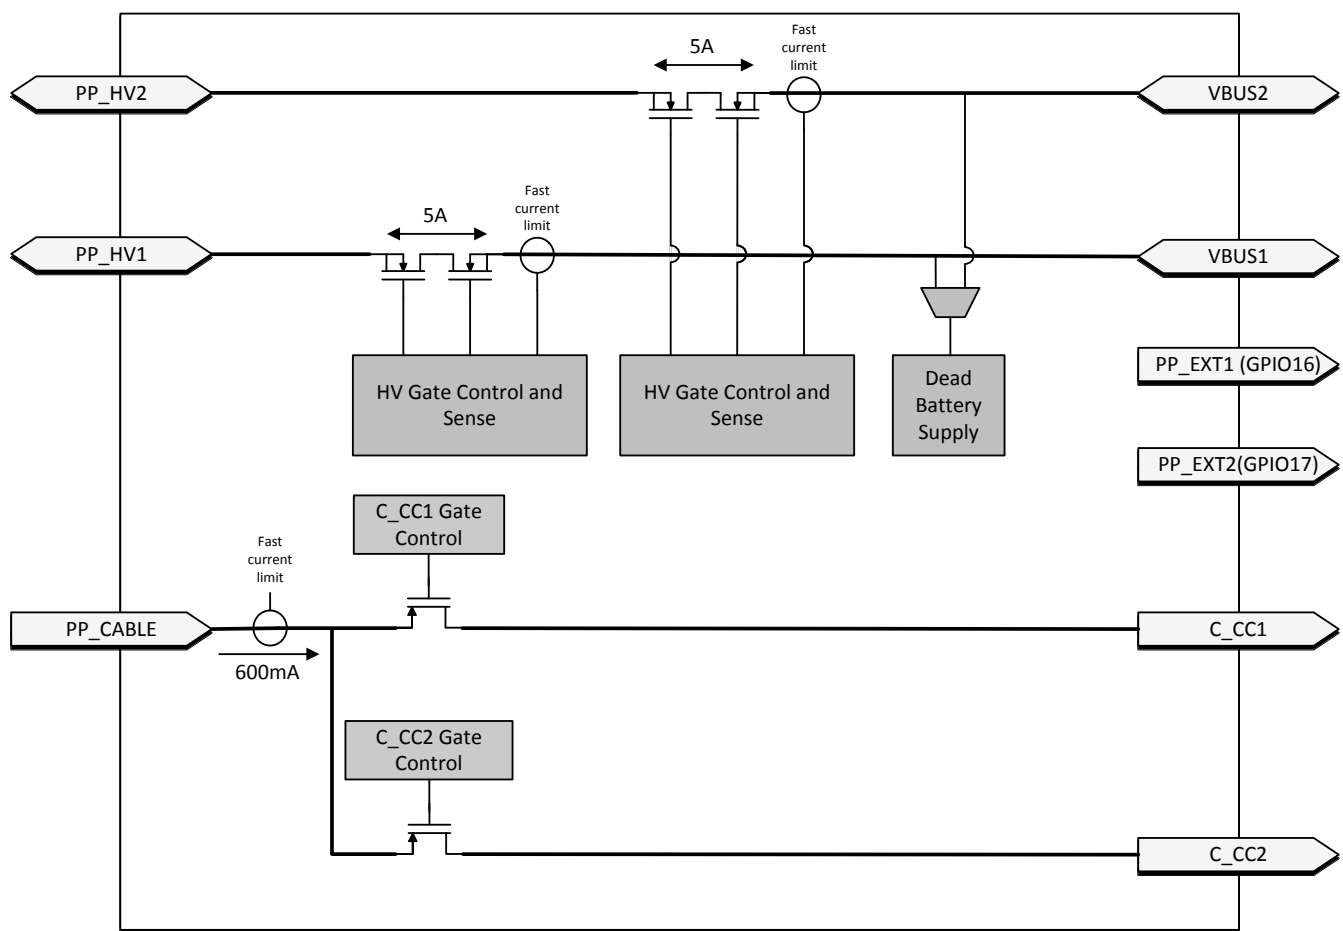 Fast
current
limit
5A
PP_HV2
VBUS2
Fast
current
limit
5A
PP_HV1
VBUS1
PP_EXT1 (GPIO16)
HV Gate Control and
Sense
HV Gate Control and
Sense
Dead
Battery
Supply
PP_EXT2(GPIO17)
C_CC1 Gate
Control
Fast
current
limit
PP_CABLE
600mA
C_CC1
C_CC2 Gate
Control
C_CC2